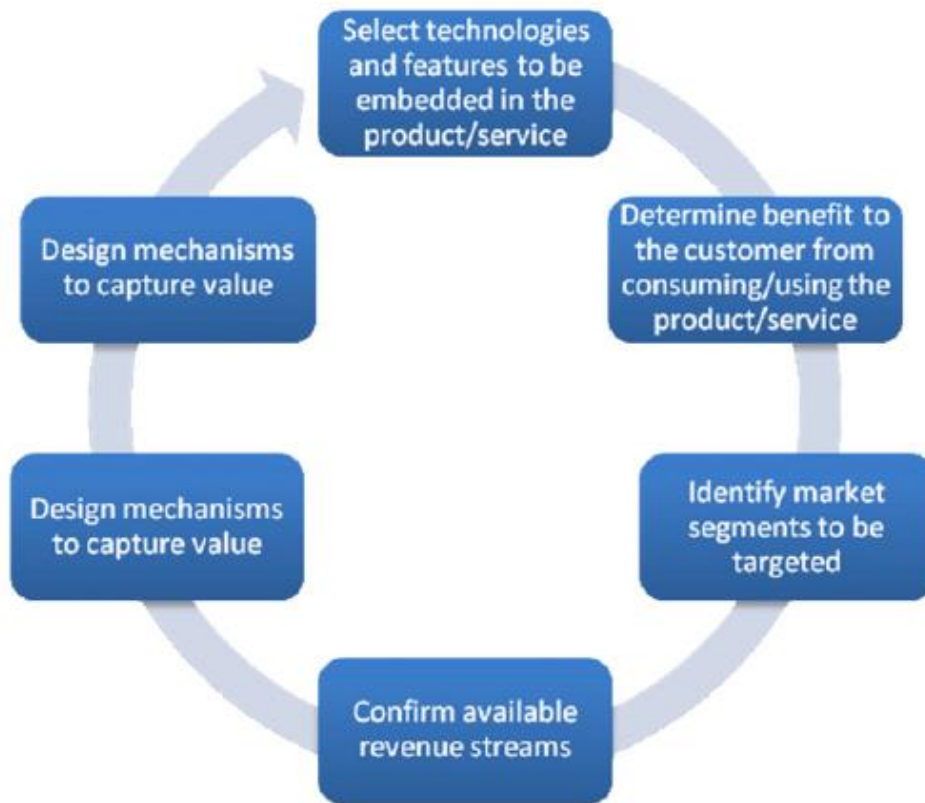 Select technologies
and features to be
embedded in the
product/service
Determine benefit to
the customer from
consuming/using the
product/service
Identify market
segments to be
targeted
Confirm available
revenue streams
Design mechanisms
to capture value
Design mechanisms
to capture value